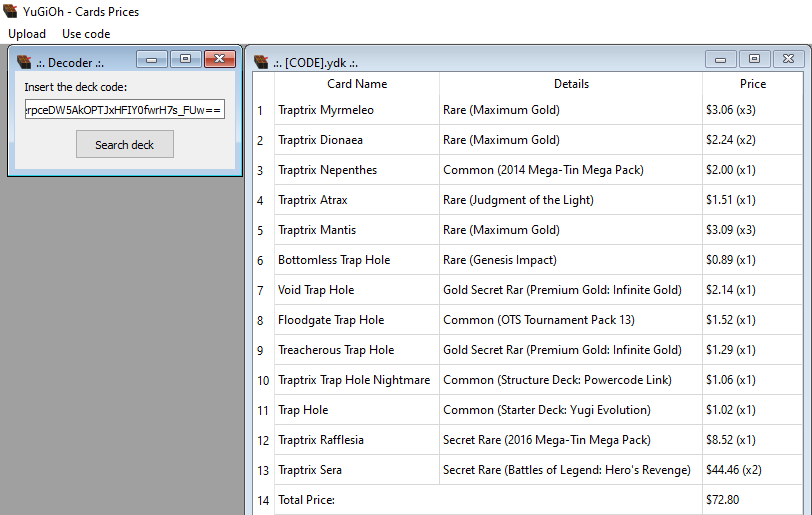 YuGiOh - Cards Prices
Upload Use code
.:. Decoder .:.
Insert the deck code:
rpceDW5AkOPTJxHFIY0fwrH7s_FUw==
Search deck
.:. [CODE].ydk .:.
Card Name Details Price
1 Traptrix Myrmeleo Rare (Maximum Gold) $3.06 (x3)
2 Traptrix Dionaea Rare (Maximum Gold) $2.24 (x2)
3 Traptrix Nepenthes Common (2014 Mega-Tin Mega Pack) $2.00 (x1)
4 Traptrix Atrax Rare (Judgment of the Light) $1.51 (x1)
5 Traptrix Mantis Rare (Maximum Gold) $3.09 (x3)
6 Bottomless Trap Hole Rare (Genesis Impact) $0.89 (x1)
7 Void Trap Hole Gold Secret Rar (Premium Gold: Infinite Gold) $2.14 (x1)
8 Floodgate Trap Hole Common (OTS Tournament Pack 13) $1.52 (x1)
9 Treacherous Trap Hole Gold Secret Rar (Premium Gold: Infinite Gold) $1.29 (x1)
10 Traptrix Trap Hole Nightmare Common (Structure Deck: Powercode Link) $1.06 (x1)
11 Trap Hole Common (Starter Deck: Yugi Evolution) $1.02 (x1)
12 Traptrix Rafflesia Secret Rare (2016 Mega-Tin Mega Pack) $8.52 (x1)
13 Traptrix Sera Secret Rare (Battles of Legend: Hero's Revenge) $44.46 (x2)
14 Total Price: $72.80